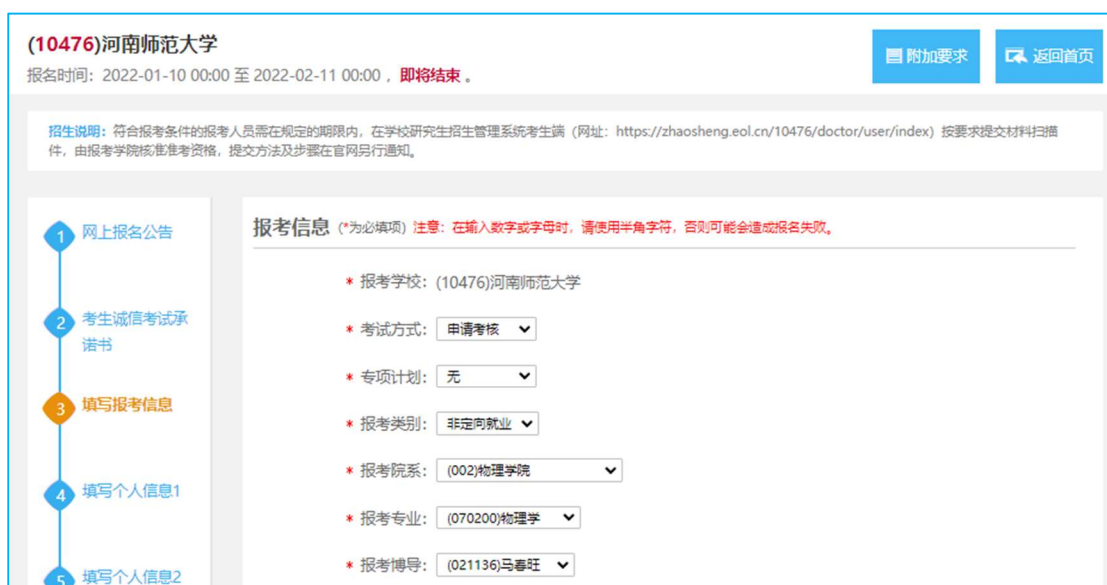 (10476)河南师范大学
报名时间：2022-01-10 00:00 至 2022-02-11 00:00 ，即将结束 。
附加要求
返回首页
招生说明：符合报考条件的报考人员需在规定的期限内，在学校研究生招生管理系统考生端（网址：https://zhaosheng.eol.cn/10476/doctor/user/index）按要求提交材料扫描
件，由报考学院核准准考资格，提交方法及步骤在官网另行通知。
1 网上报名公告
2 考生诚信考试承
诺书
3 填写报考信息
4 填写个人信息1
5 填写个人信息2
报考信息 (*为必填项) 注意：在输入数字或字母时，请使用半角字符，否则可能会造成报名失败。
* 报考学校：(10476)河南师范大学
* 考试方式：申请考核
* 专项计划：无
* 报考类别：非定向就业
* 报考院系：(002)物理学院
* 报考专业：(070200)物理学
* 报考博导：(021136)马春旺